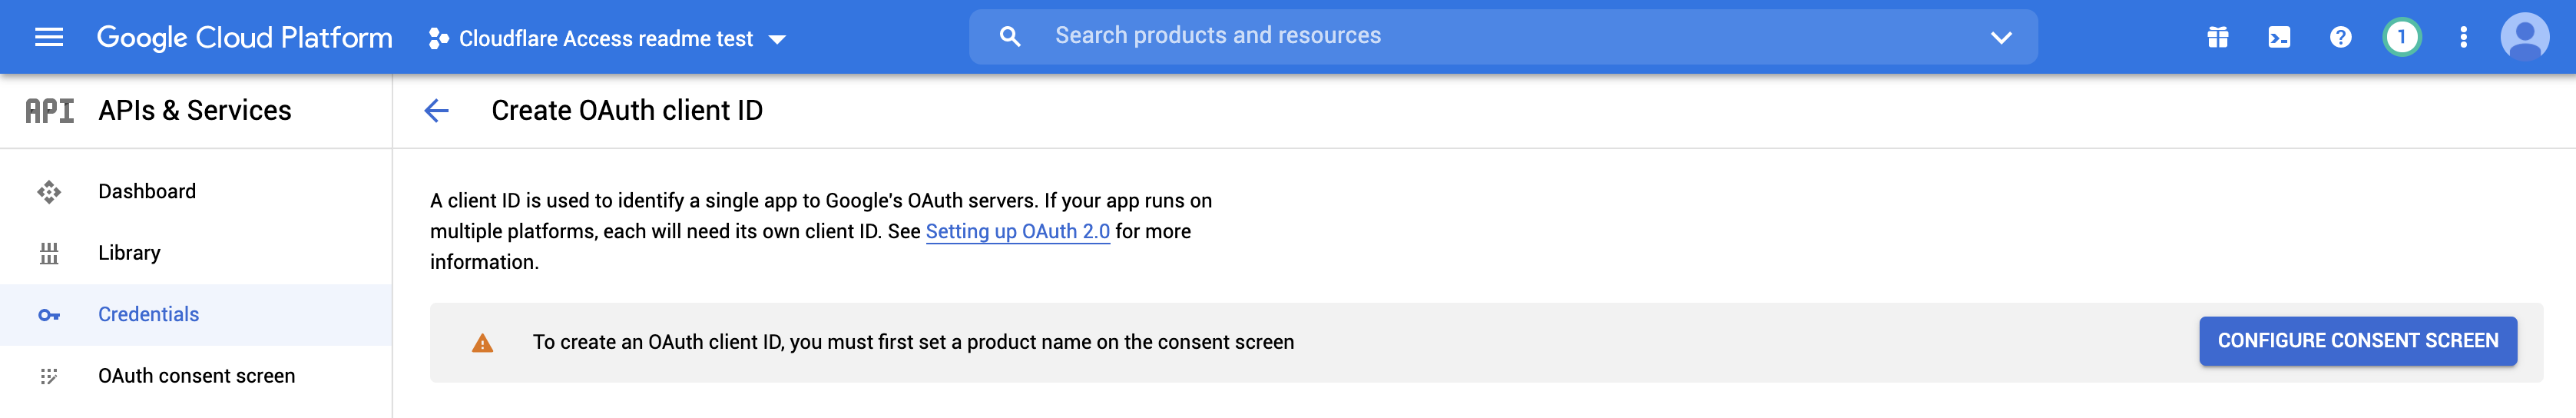 Google Cloud Platform
Cloudflare Access readme test
Search products and resources
1
API
APIs & Services
Create OAuth client ID
Dashboard
Library
Credentials
OAuth consent screen
A client ID is used to identify a single app to Google's OAuth servers. If your app runs on
multiple platforms, each will need its own client ID. See Setting up OAuth 2.0 for more
information.
To create an OAuth client ID, you must first set a product name on the consent screen
CONFIGURE CONSENT SCREEN